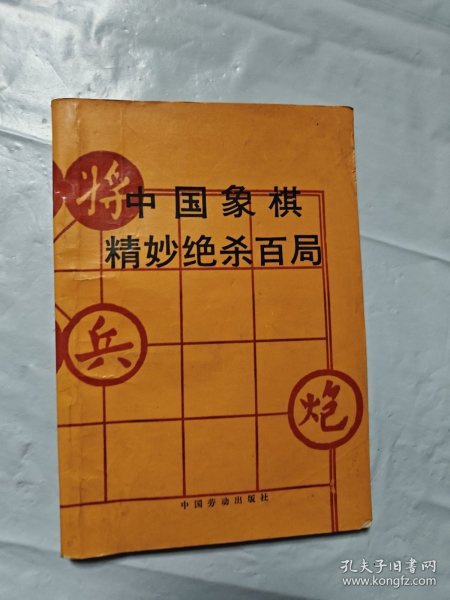 将
中国象棋
精妙绝杀百局
兵
炮
中国劳动出版社
孔夫子旧书网
www.kongfz.com